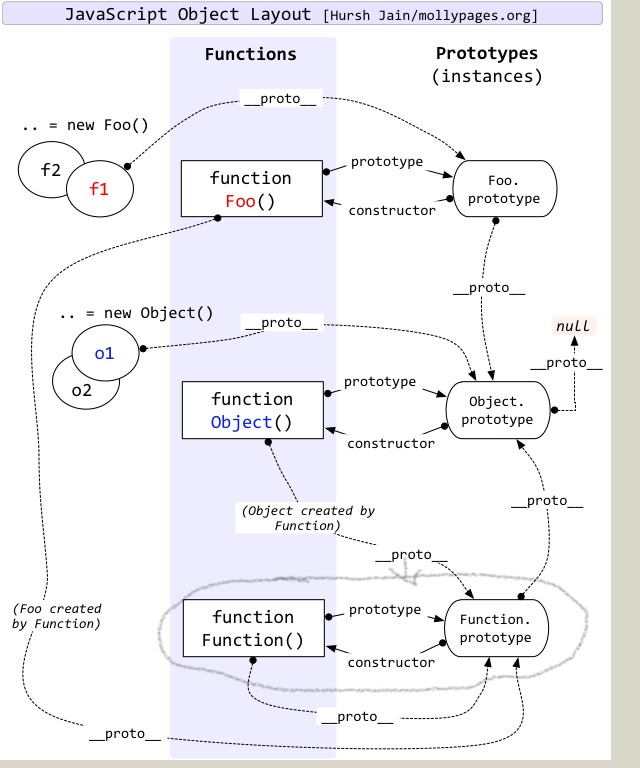 JavaScript Object Layout [Hursh Jain/mollypages.org]
Functions
Prototypes
(instances)
__proto__
.. = new Foo()
f2
f1
function
Foo()
prototype
constructor
Foo.
prototype
__proto__
.. = new Object()
__proto__
null
__proto__
o1
o2
function
Object()
prototype
constructor
Object.
prototype
__proto__
(Object created by
Function)
__proto__
(Foo created
by Function)
function
Function()
prototype
constructor
Function.
prototype
__proto__
__proto__